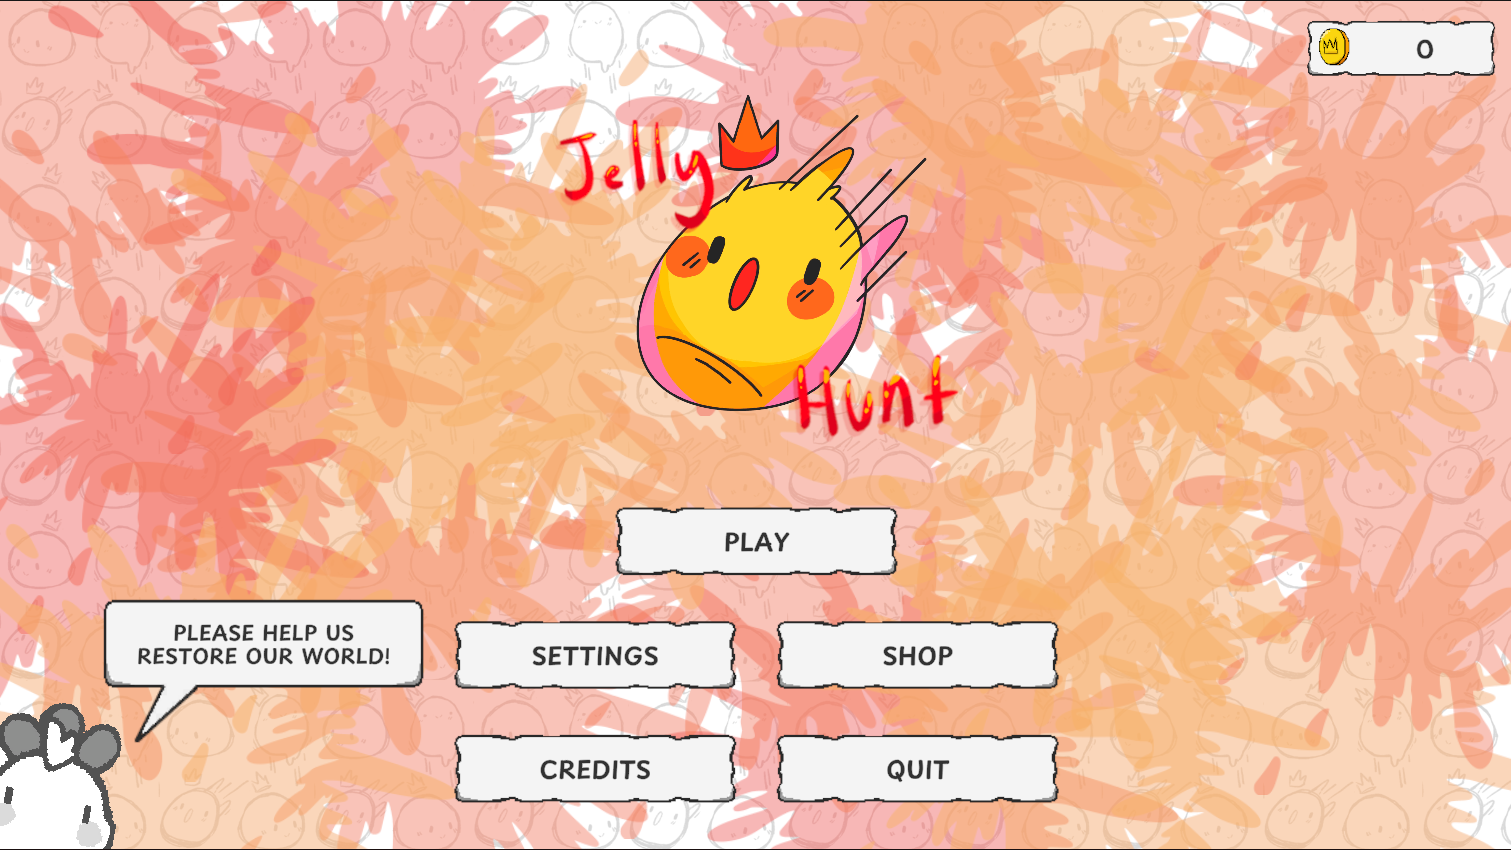 0
Jelly
Hunt
PLAY
PLEASE HELP US
RESTORE OUR WORLD!
SETTINGS
SHOP
CREDITS
QUIT